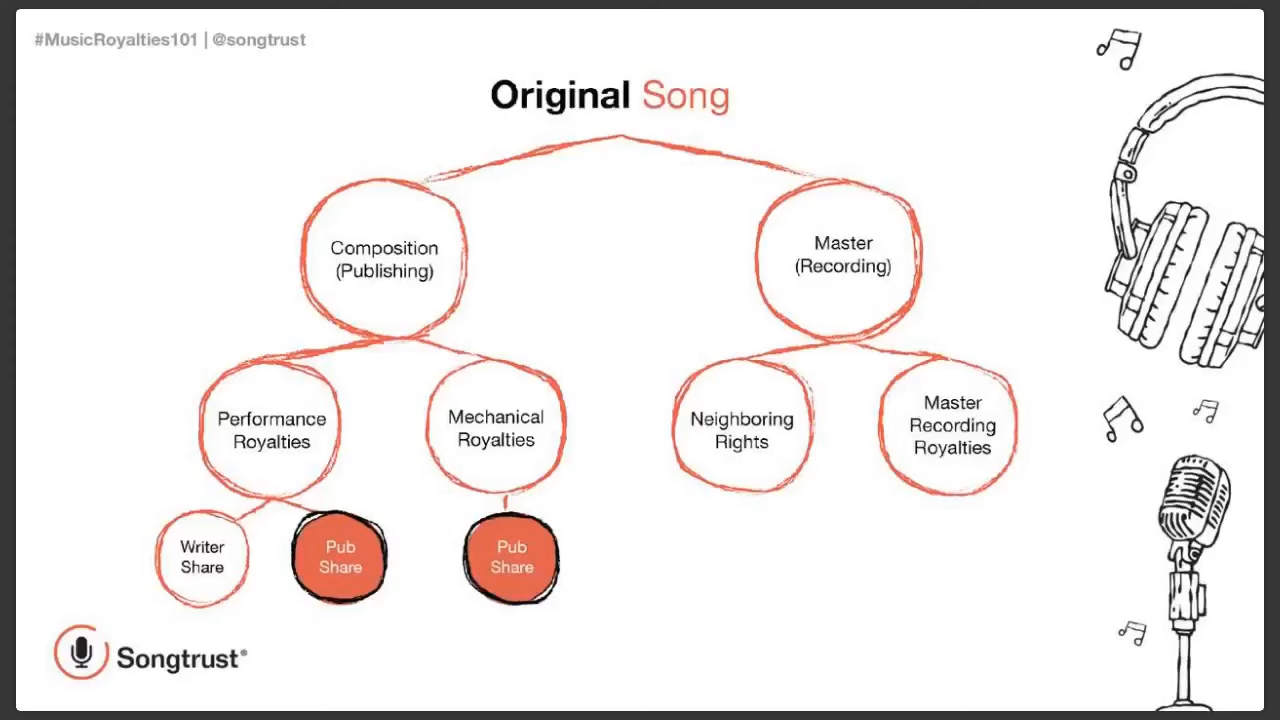 #MusicRoyalties101 | @songtrust
Original Song
Composition
(Publishing)
Master
(Recording)
Performance
Royalties
Mechanical
Royalties
Neighboring
Rights
Master
Recording
Royalties
Writer
Share
Pub
Share
Pub
Share
Songtrust®